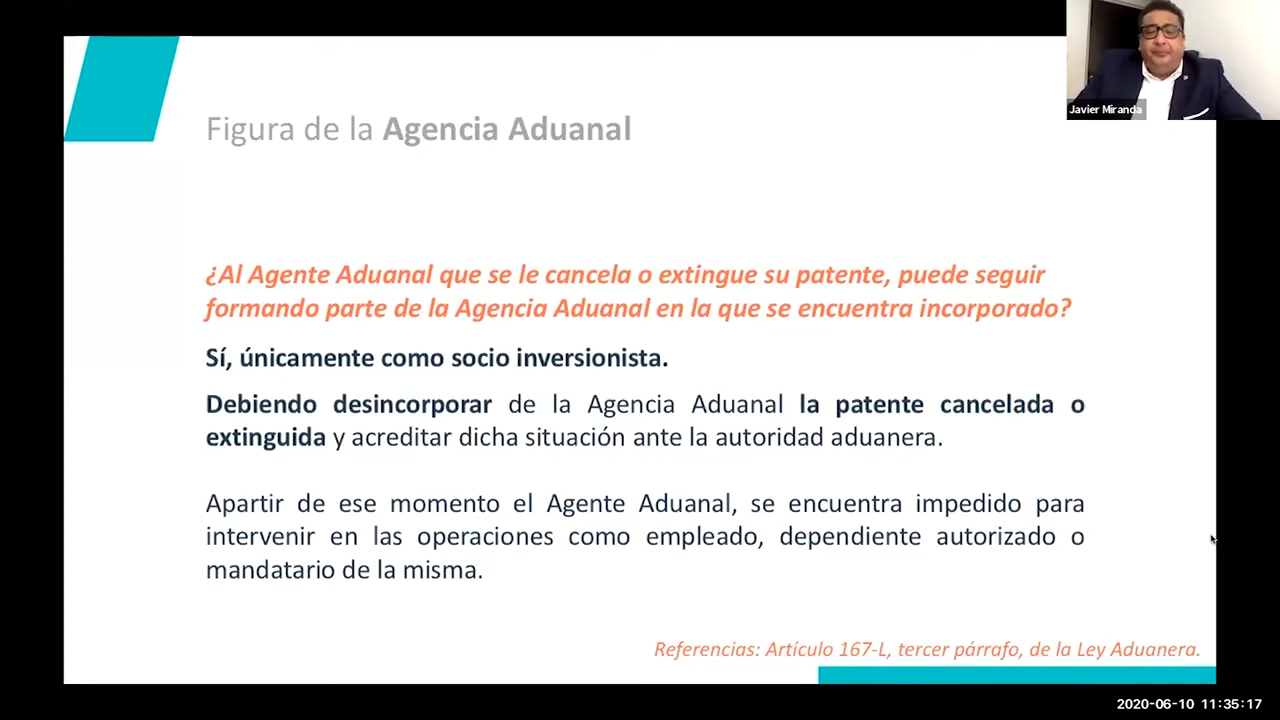 Javier Miranda
Figura de la Agencia Aduanal
¿Al Agente Aduanal que se le cancela o extingue su patente, puede seguir
formando parte de la Agencia Aduanal en la que se encuentra incorporado?
Sí, únicamente como socio inversionista.
Debiendo desincorporar de la Agencia Aduanal la patente cancelada o
extinguida y acreditar dicha situación ante la autoridad aduanera.
Apartir de ese momento el Agente Aduanal, se encuentra impedido para
intervenir en las operaciones como empleado, dependiente autorizado o
mandatario de la misma.
Referencias: Artículo 167-L, tercer párrafo, de la Ley Aduanera.
2020-06-10 11:35:17